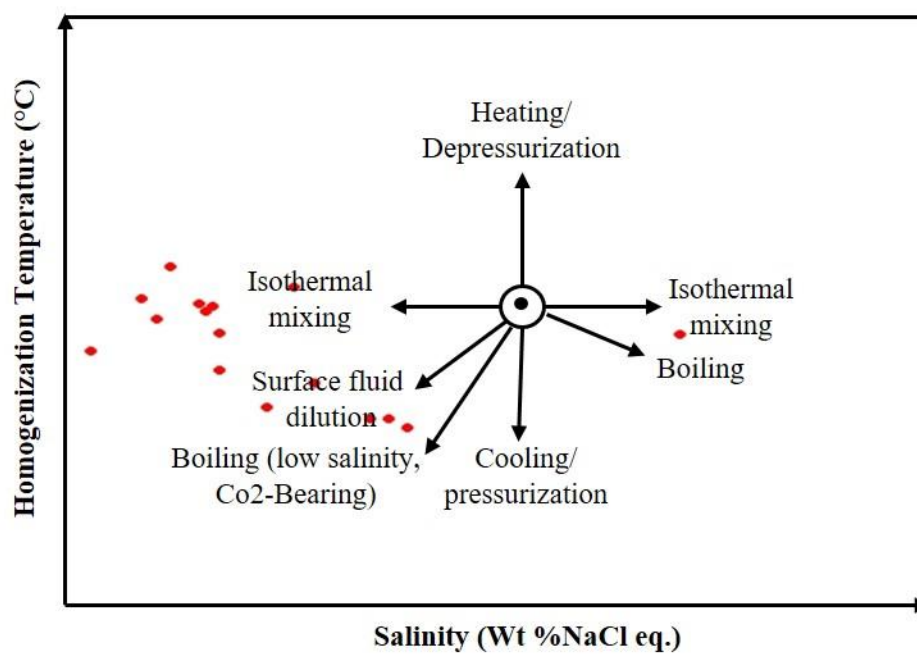 Homogenization Temperature (°C)
Heating/
Depressurization
Isothermal
mixing
Isothermal
mixing
Boiling
Surface fluid
dilution
Boiling (low salinity,
Co2-Bearing)
Cooling/
pressurization
Salinity (Wt %NaCl eq.)